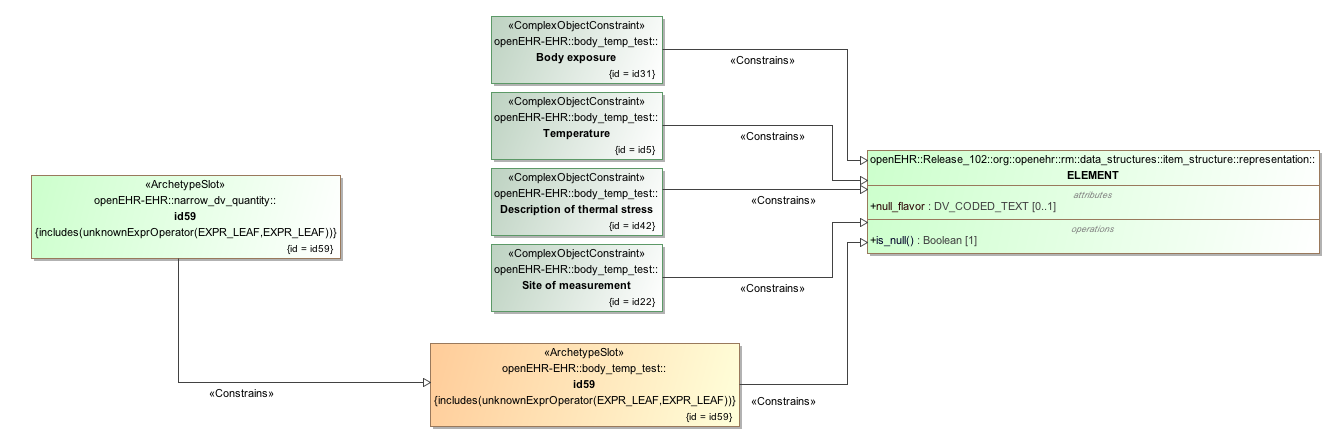 «ComplexObjectConstraint»
openEHR-EHR::body_temp_test::
Body exposure
{id = id31}
«Constrains»
«ComplexObjectConstraint»
openEHR-EHR::body_temp_test::
Temperature
{id = id5}
«Constrains»
«ComplexObjectConstraint»
openEHR-EHR::body_temp_test::
Description of thermal stress
{id = id42}
«Constrains»
«ComplexObjectConstraint»
openEHR-EHR::body_temp_test::
Site of measurement
{id = id22}
«Constrains»
openEHR::Release_102::org::openehr::rm::data_structures::item_structure::representation::
ELEMENT
attributes
+null_flavor : DV_CODED_TEXT [0..1]
operations
+is_null() : Boolean [1]
«ArchetypeSlot»
openEHR-EHR::narrow_dv_quantity::
id59
{includes(unknownExprOperator(EXPR_LEAF,EXPR_LEAF))}
{id = id59}
«Constrains»
«ArchetypeSlot»
openEHR-EHR::body_temp_test::
id59
{includes(unknownExprOperator(EXPR_LEAF,EXPR_LEAF))}
{id = id59}
«Constrains»